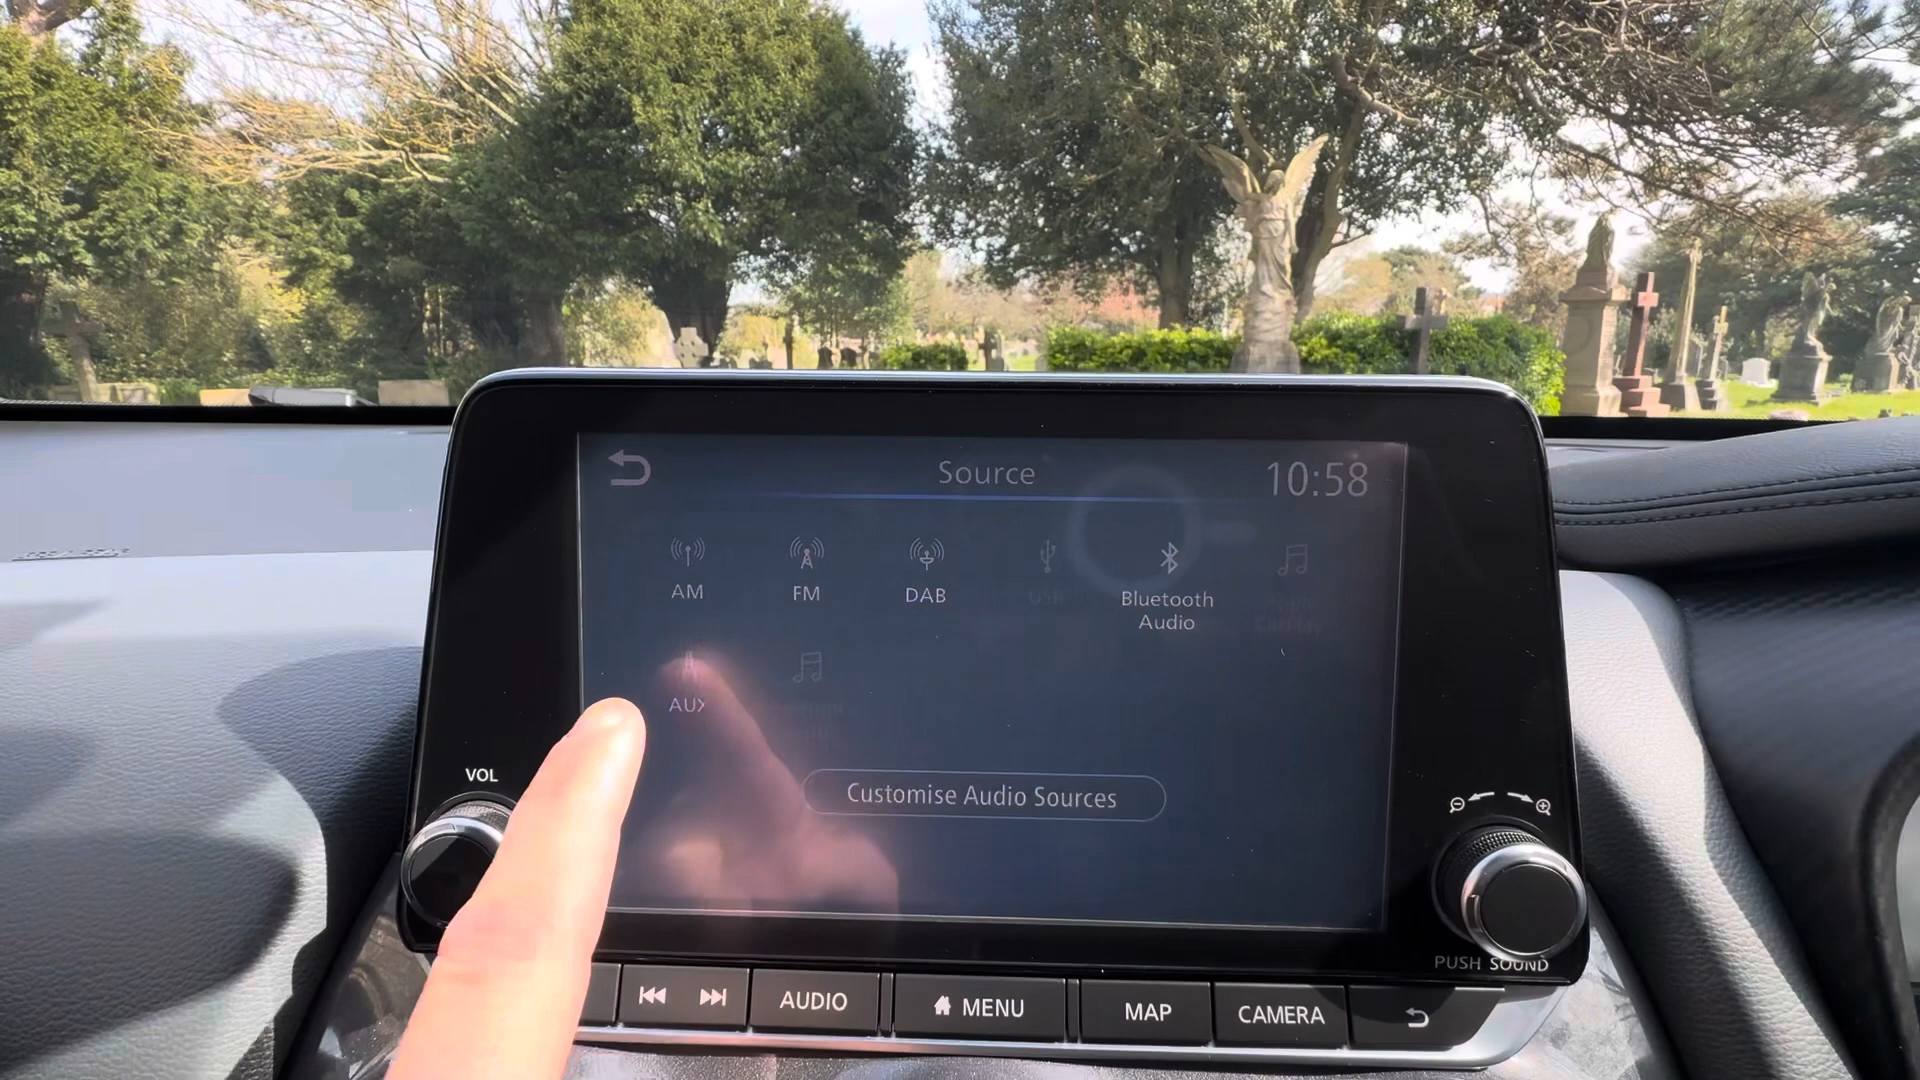 Source
10:58
AM
FM
DAB
USB
Bluetooth
Audio
AUX
Customise Audio Sources
VOL
PUSH SOUND
AUDIO
MENU
MAP
CAMERA